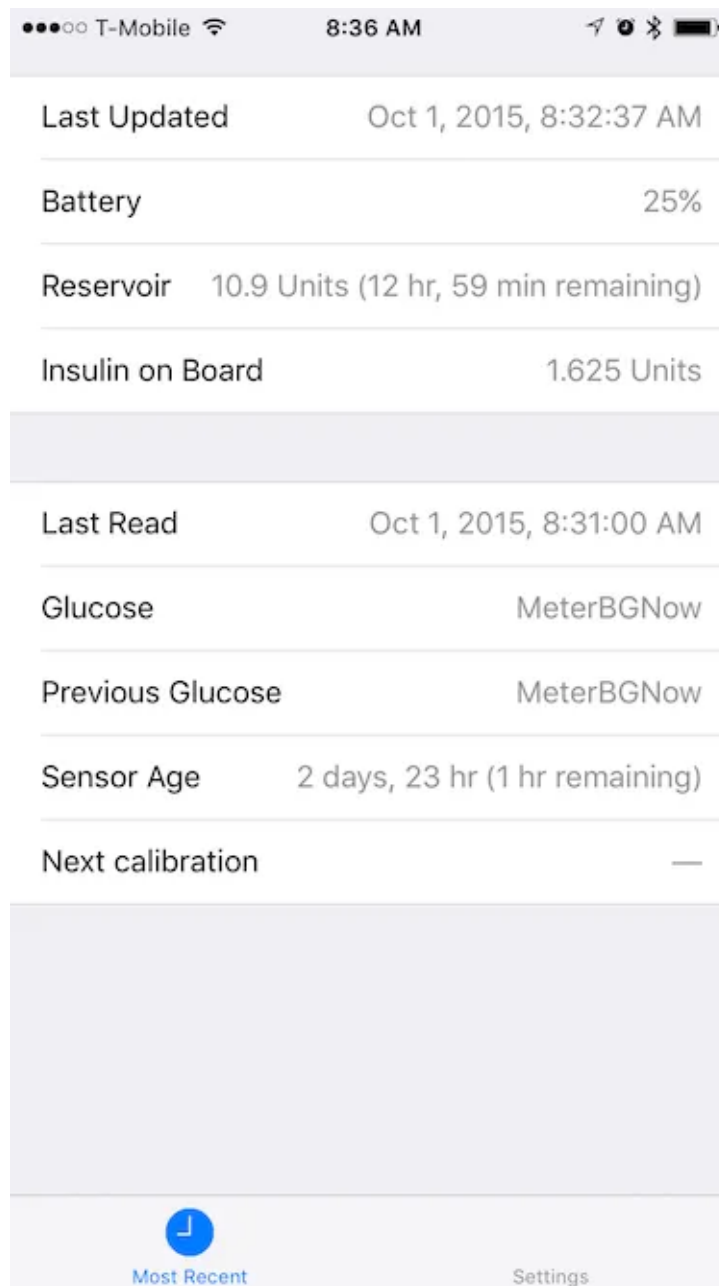 T-Mobile 8:36 AM
Last Updated Oct 1, 2015, 8:32:37 AM
Battery 25%
Reservoir 10.9 Units (12 hr, 59 min remaining)
Insulin on Board 1.625 Units
Last Read Oct 1, 2015, 8:31:00 AM
Glucose MeterBGNow
Previous Glucose MeterBGNow
Sensor Age 2 days, 23 hr (1 hr remaining)
Next calibration —
Most Recent Settings